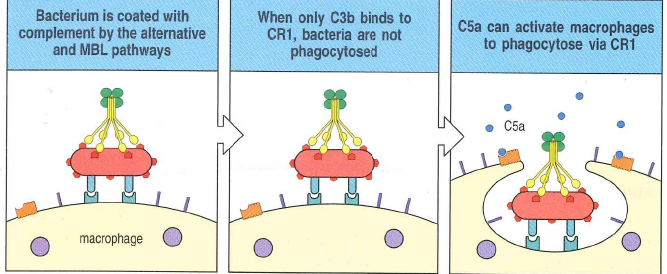 Bacterium is coated with
complement by the alternative
and MBL pathways
macrophage
When only C3b binds to
CR1, bacteria are not
phagocytosed
C5a can activate macrophages
to phagocytose via CR1
C5a